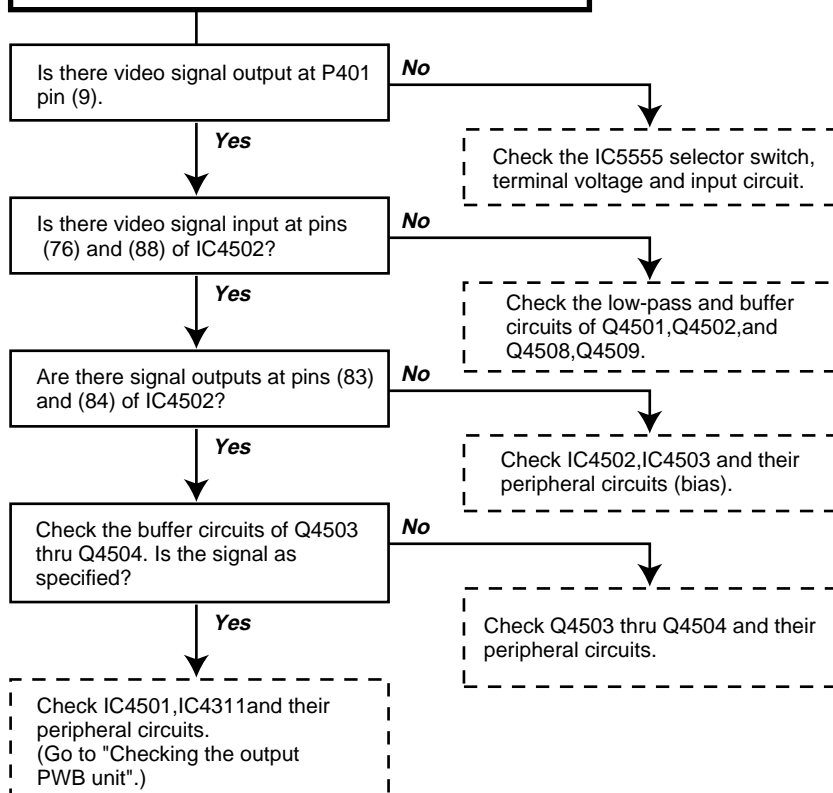 Is there video signal output at P401
pin (9).
No
Yes
Check the IC5555 selector switch,
terminal voltage and input circuit.
Is there video signal input at pins
(76) and (88) of IC4502?
No
Yes
Check the low-pass and buffer
circuits of Q4501,Q4502,and
Q4508,Q4509.
Are there signal outputs at pins (83)
and (84) of IC4502?
No
Yes
Check IC4502,IC4503 and their
peripheral circuits (bias).
Check the buffer circuits of Q4503
thru Q4504. Is the signal as
specified?
No
Yes
Check Q4503 thru Q4504 and their
peripheral circuits.
Check IC4501,IC4311and their
peripheral circuits.
(Go to "Checking the output
PWB unit".)